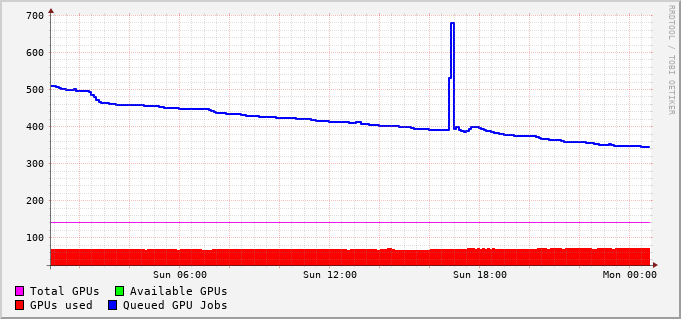 700
600
500
400
300
200
100
Sun 06:00 Sun 12:00 Sun 18:00 Mon 00:00
Total GPUs Available GPUs
GPUs used Queued GPU Jobs
RRDTOOL / TOBI OETIKER